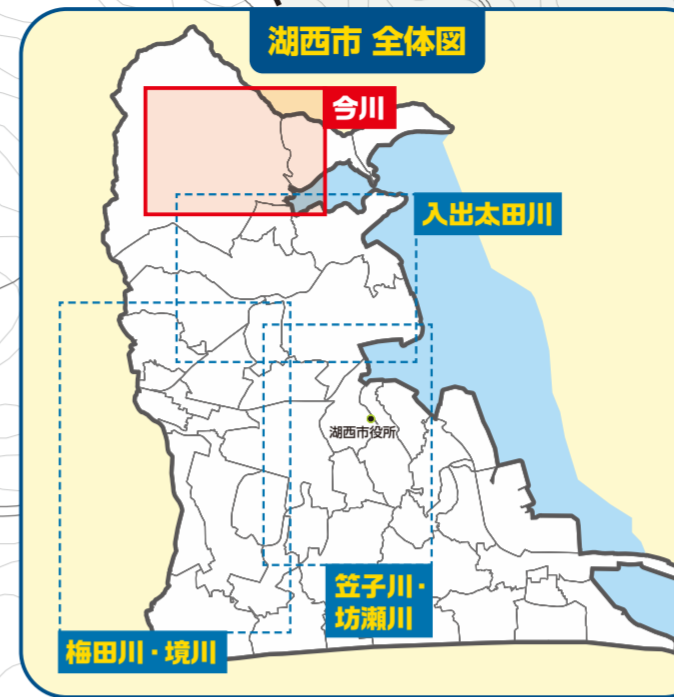 湖西市 全体図
今川
入出太田川
湖西市役所
笠子川・
坊瀬川
梅田川・境川